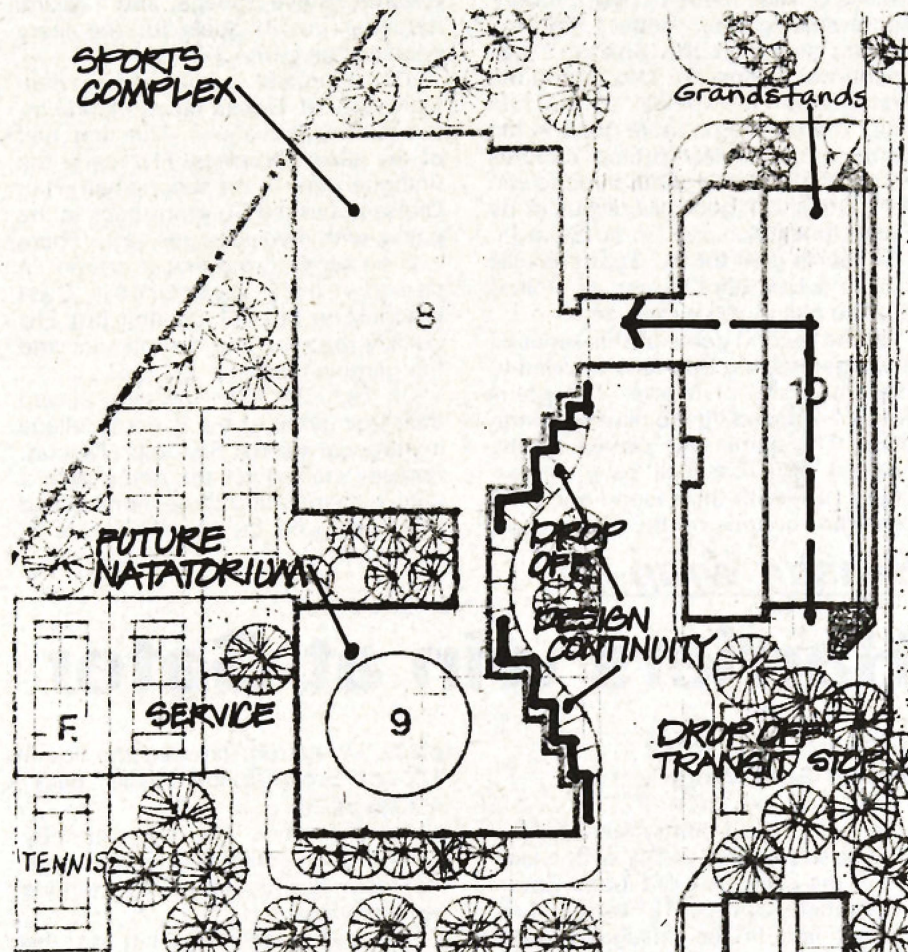 SPORTS
COMPLEX
Grandstands
8
10
FUTURE
NATATORIUM
DROP
OFF
DESIGN
CONTINUITY
SERVICE
F.
9
DROP OFF
TRANSIT STOP
TENNIS